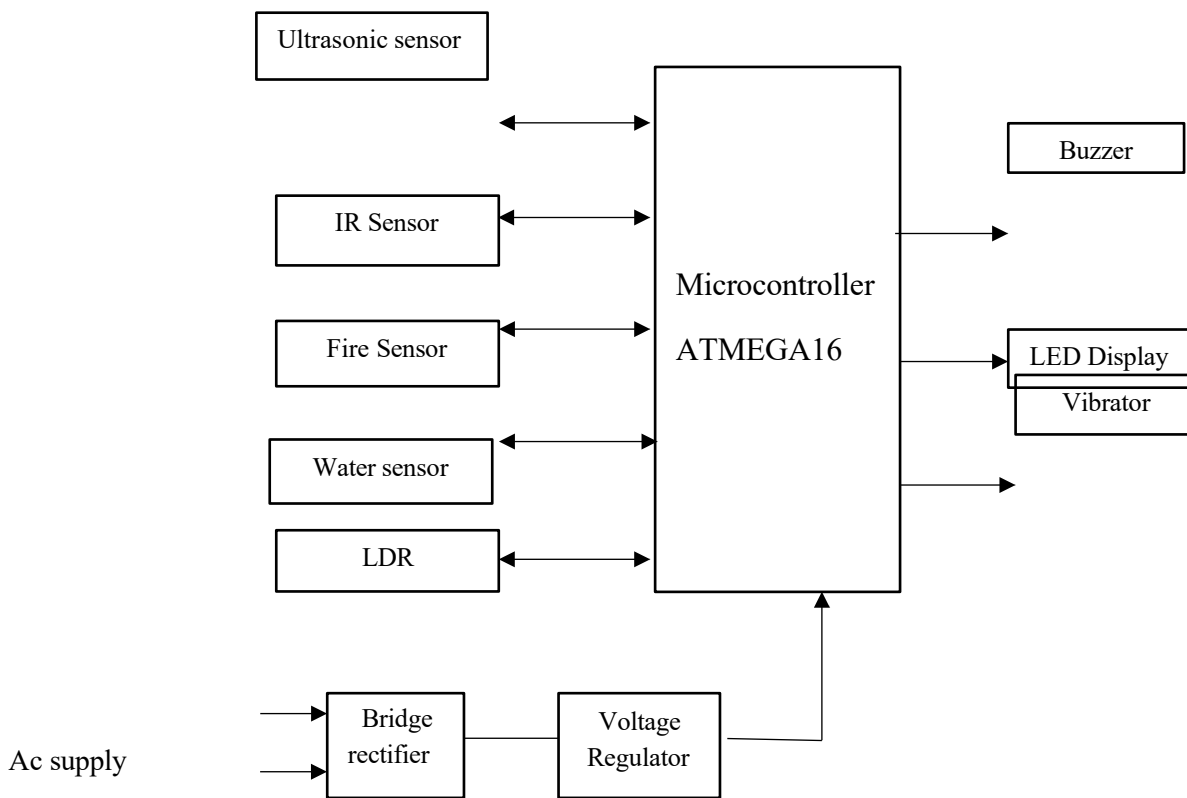 Ultrasonic sensor
Buzzer
IR Sensor
Microcontroller
ATMEGA16
Fire Sensor
LED Display
Vibrator
Water sensor
LDR
Bridge
rectifier
Voltage
Regulator
Ac supply